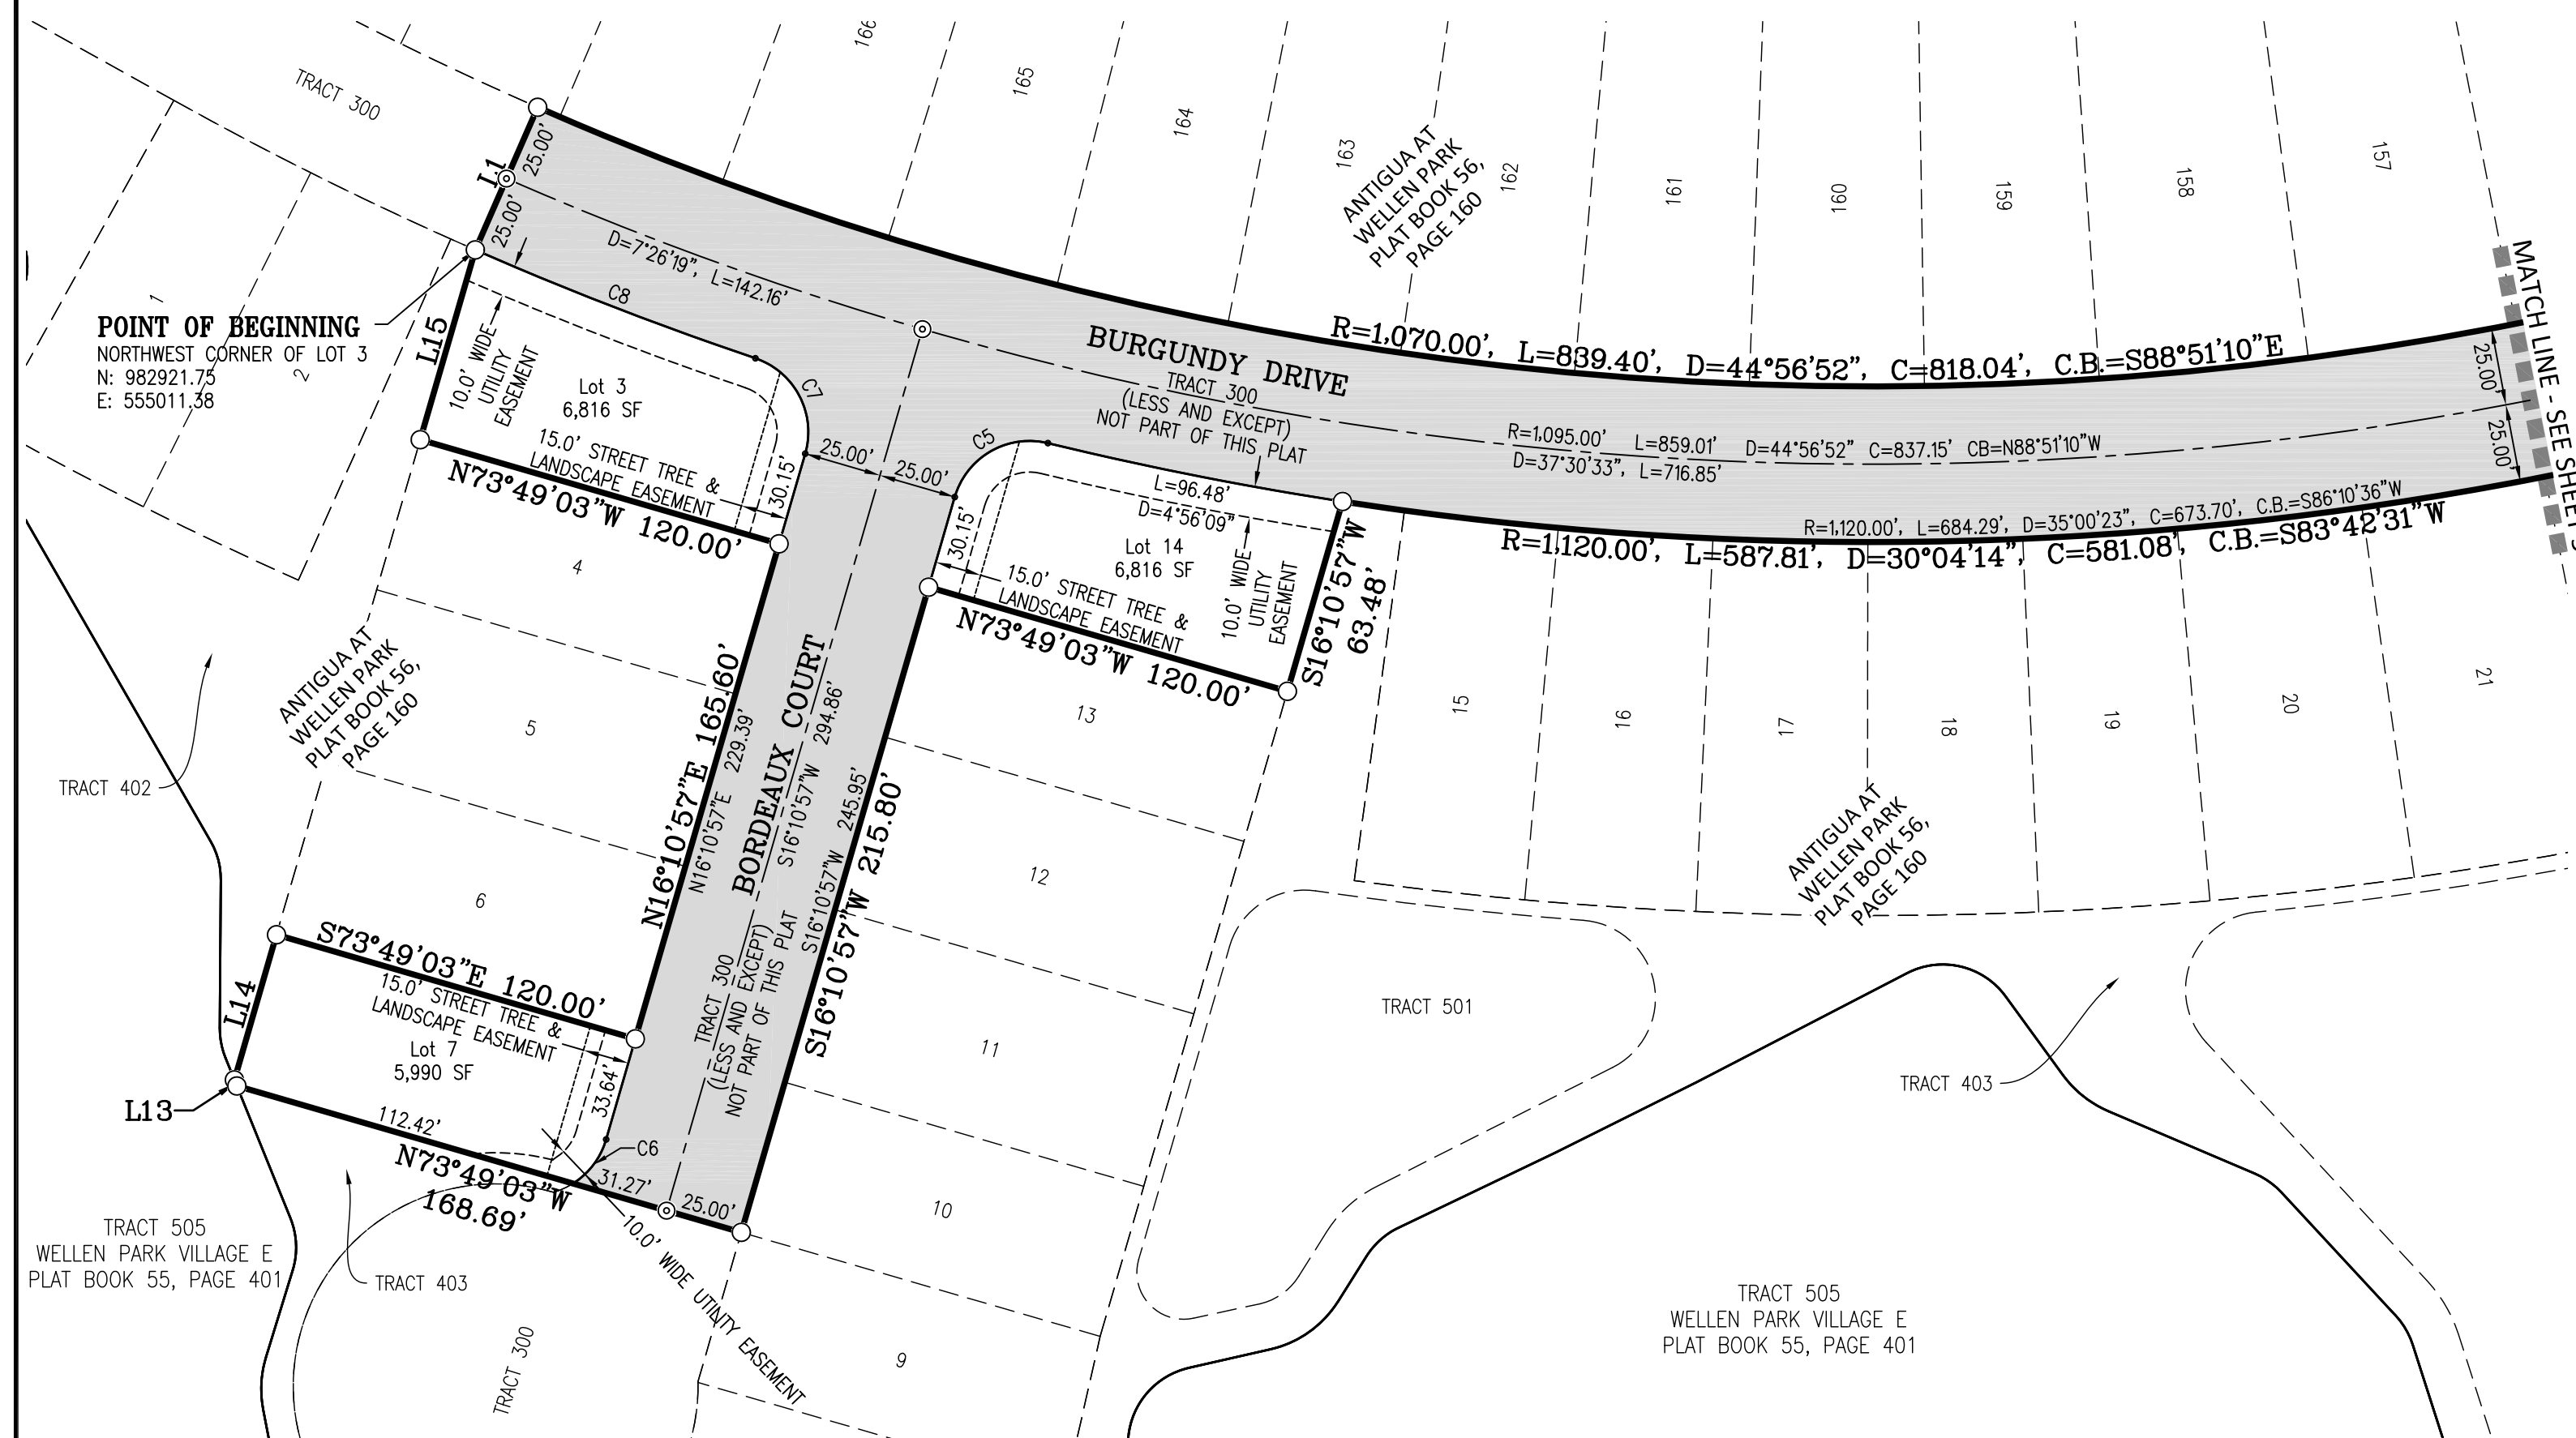 TRACT 300
166
165
164
163
162
161
160
159
158
157
ANTIGUA AT
WELLEN PARK
PLAT BOOK 56,
PAGE 160
L1
25.00'
25.00'
D=7°26'19", L=142.16'
C8
POINT OF BEGINNING
NORTHWEST CORNER OF LOT 3
N: 982921.75
E: 555011.38
1
2
L15
10.0' WIDE
UTILITY
EASEMENT
Lot 3
6,816 SF
C7
15.0' STREET TREE &
LANDSCAPE EASEMENT
30.15'
N73°49'03"W 120.00'
25.00'
25.00'
BURGUNDY DRIVE
TRACT 300
(LESS AND EXCEPT)
NOT PART OF THIS PLAT
R=1,070.00', L=839.40', D=44°56'52", C=818.04', C.B.=S88°51'10"E
R=1,095.00' L=859.01' D=44°56'52" C=837.15' CB=N88°51'10"W
D=37°30'33", L=716.85'
R=1,120.00', L=684.29', D=35°00'23", C=673.70', C.B.=S86°10'36"W
R=1,120.00', L=587.81', D=30°04'14", C=581.08', C.B.=S83°42'31"W
25.00'
25.00'
MATCH LINE - SEE SHEET
C5
L=96.48'
D=4°56'09"
30.15'
Lot 14
6,816 SF
10.0' WIDE
UTILITY
EASEMENT
15.0' STREET TREE &
LANDSCAPE EASEMENT
N73°49'03"W 120.00'
S16°10'57"W
63.48'
4
5
6
ANTIGUA AT
WELLEN PARK
PLAT BOOK 56,
PAGE 160
TRACT 402
N16°10'57"E 165.60'
N16°10'57"E 229.39'
BORDEAUX COURT
S16°10'57"W 294.86'
S16°10'57"W 245.95'
S16°10'57"W 215.80'
TRACT 300
(LESS AND EXCEPT)
NOT PART OF THIS PLAT
13
12
11
10
9
15
16
17
18
19
20
21
ANTIGUA AT
WELLEN PARK
PLAT BOOK 56,
PAGE 160
S73°49'03"E 120.00'
L14
15.0' STREET TREE &
LANDSCAPE EASEMENT
Lot 7
5,990 SF
33.64'
L13
112.42'
C6
N73°49'03"W
168.69'
31.27'
25.00'
10.0' WIDE UTILITY EASEMENT
TRACT 505
WELLEN PARK VILLAGE E
PLAT BOOK 55, PAGE 401
TRACT 403
TRACT 300
TRACT 501
TRACT 403
TRACT 505
WELLEN PARK VILLAGE E
PLAT BOOK 55, PAGE 401